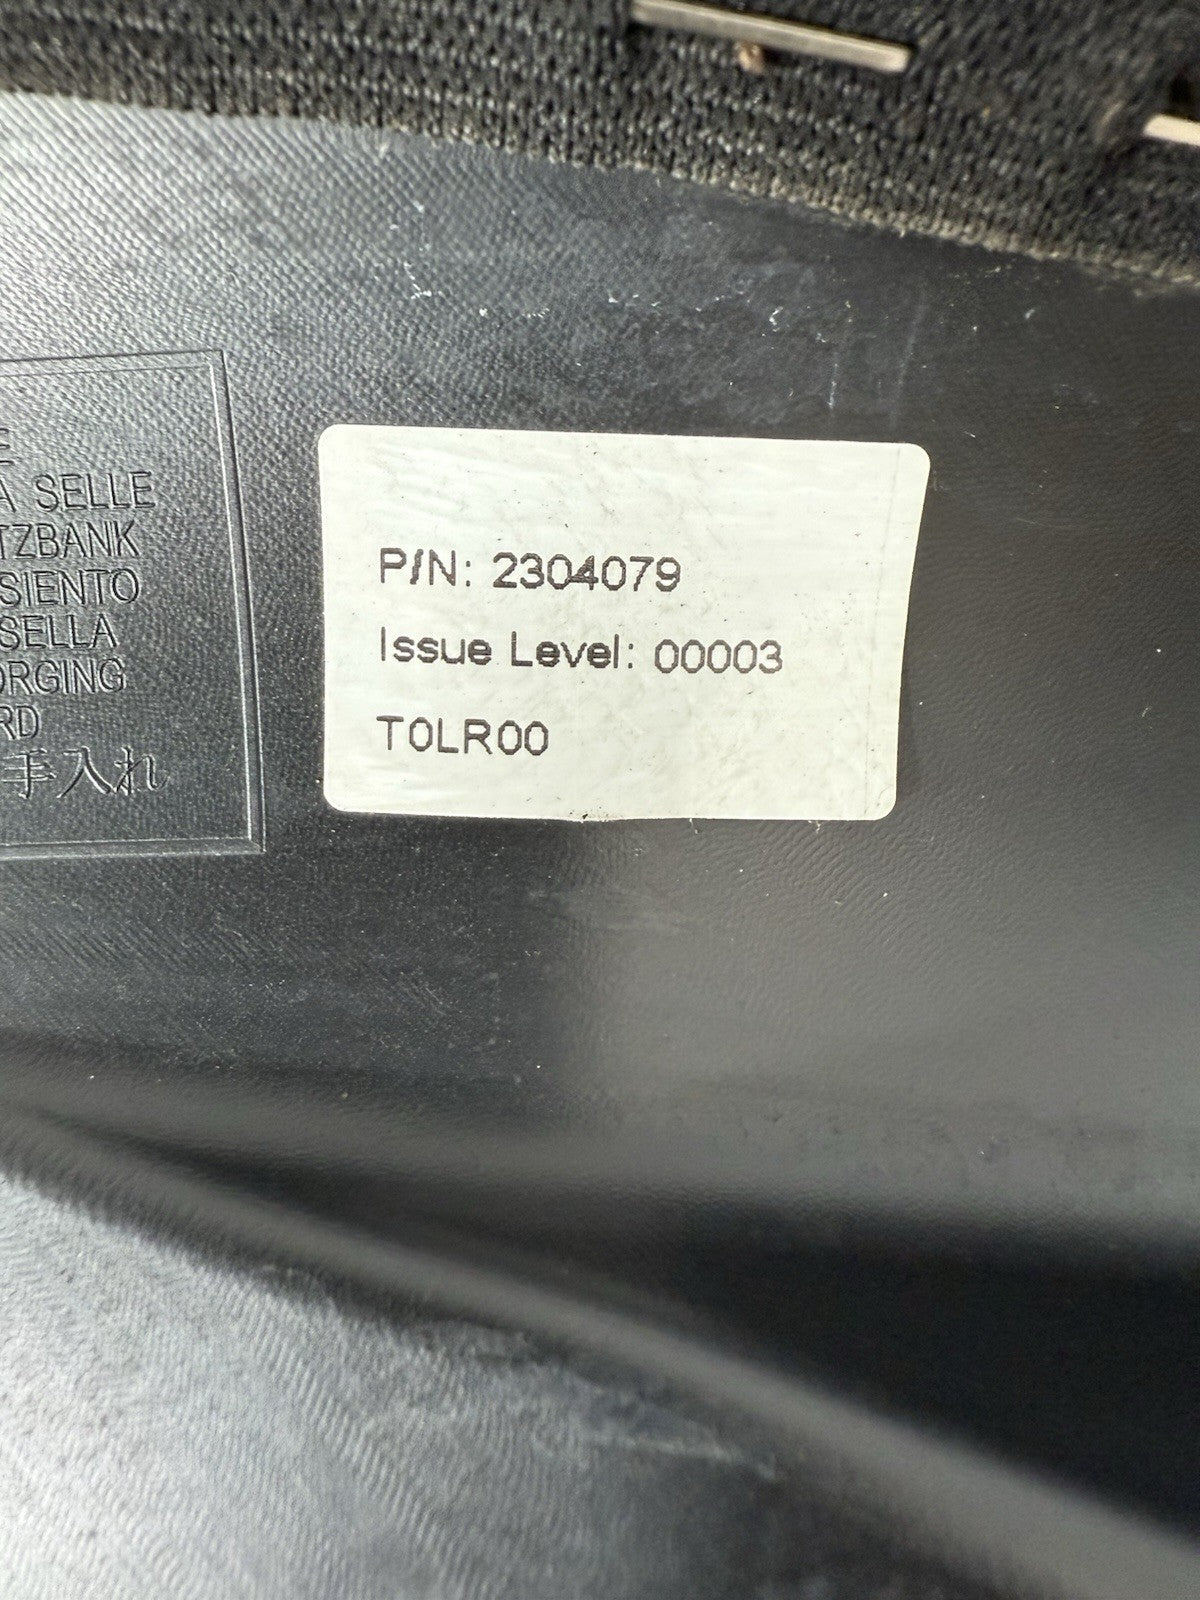 A SELLE
TZBANK
SIENTO
SELLA
ORGING
RD
手入れ
P/N: 2304079
Issue Level: 00003
T0LR00